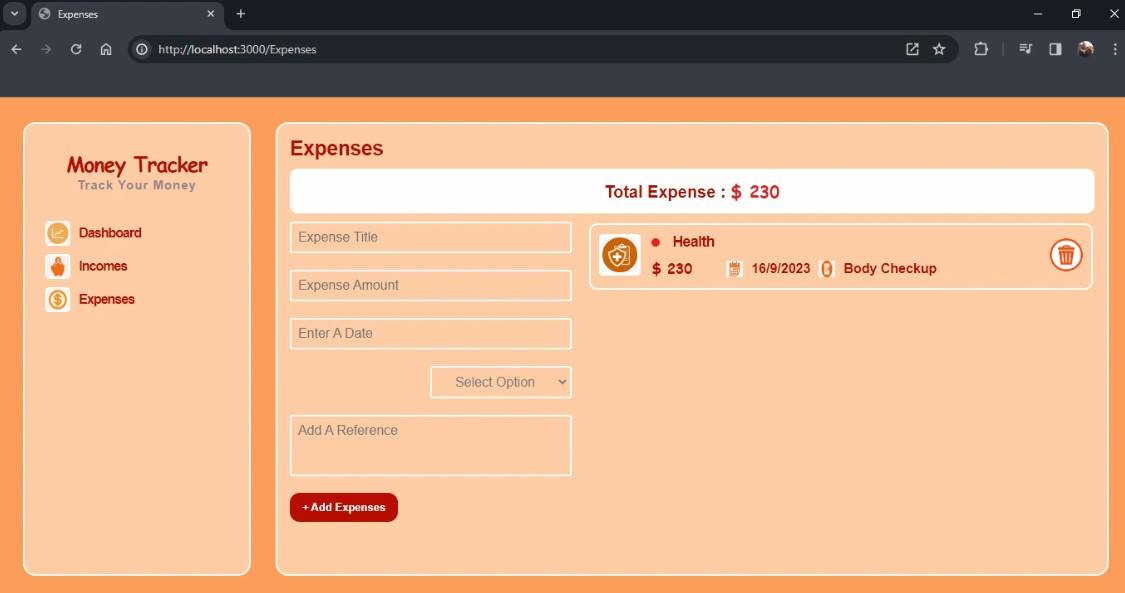 Expenses
http://localhost:3000/Expenses
Money Tracker
Track Your Money
Dashboard
Incomes
Expenses
Expenses
Total Expense : $ 230
Expense Title
Expense Amount
Enter A Date
Select Option
Add A Reference
+ Add Expenses
Health
$ 230 16/9/2023 Body Checkup